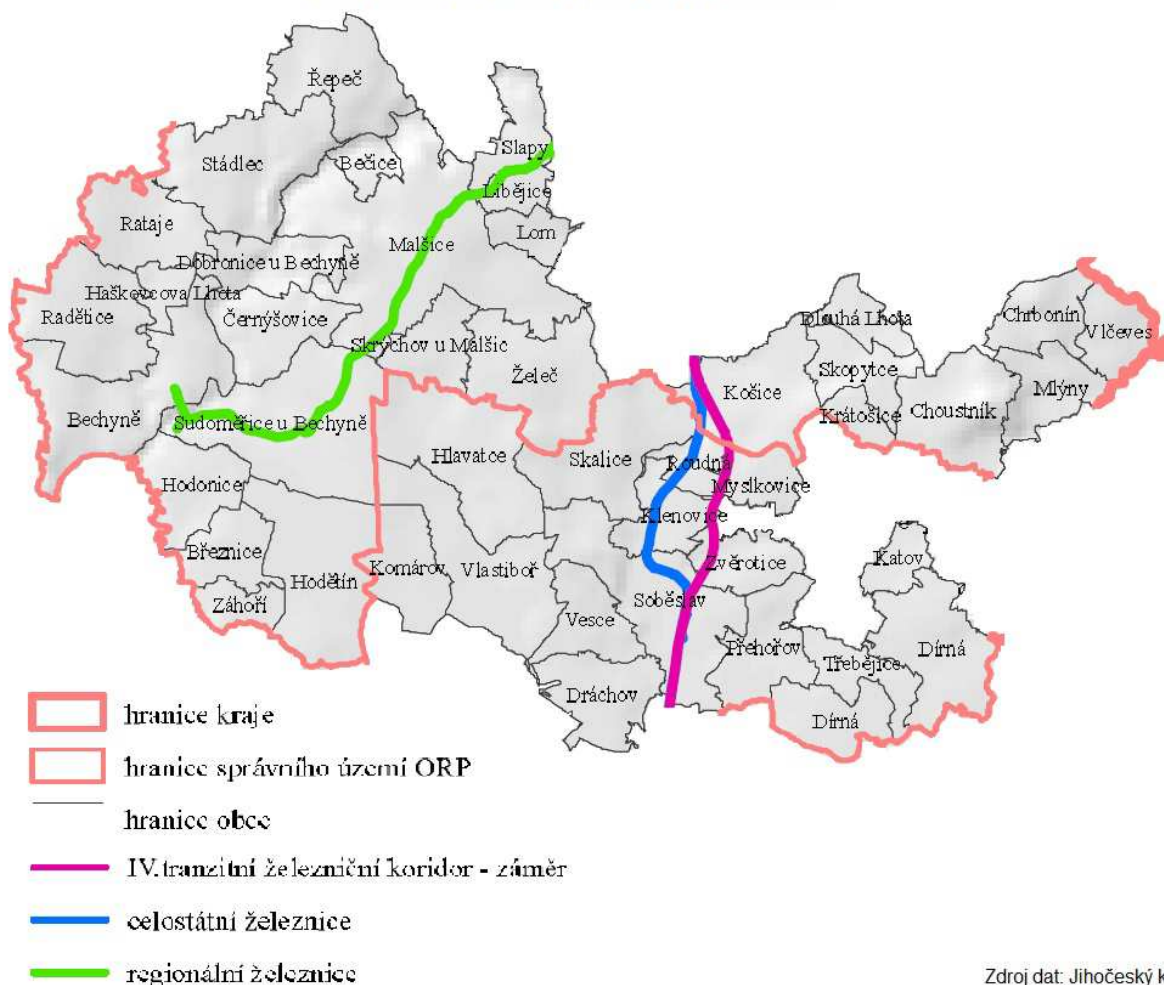 Řepeč
Slapy
Stádlec
Bečice
Libějice
Rataje
Lom
Malšice
Dobronice u Bechyně
Haškovcova Lhota
Radětice
Černýšovice
Dlouhá Lhota
Chrbonín
Vlčeves
Skrýchov u Malšic
Želeč
Košice
Skopytce
Mlýny
Bechyně
Sudoměřice u Bechyně
Krátošice
Choustník
Hlavatce
Skalice
Roudná
Myslkovice
Hodonice
Klenovice
Březnice
Komárov
Vlastiboř
Zvěrotice
Katov
Hodětín
Záhoří
Soběslav
Vesce
Přehořov
Třebějice
Dírná
Dráchov
Dírná
hranice kraje
hranice správního území ORP
hranice obce
IV.tranzitní železniční koridor - záměr
celostátní železnice
regionální železnice
Zdroj dat: Jihočeský k